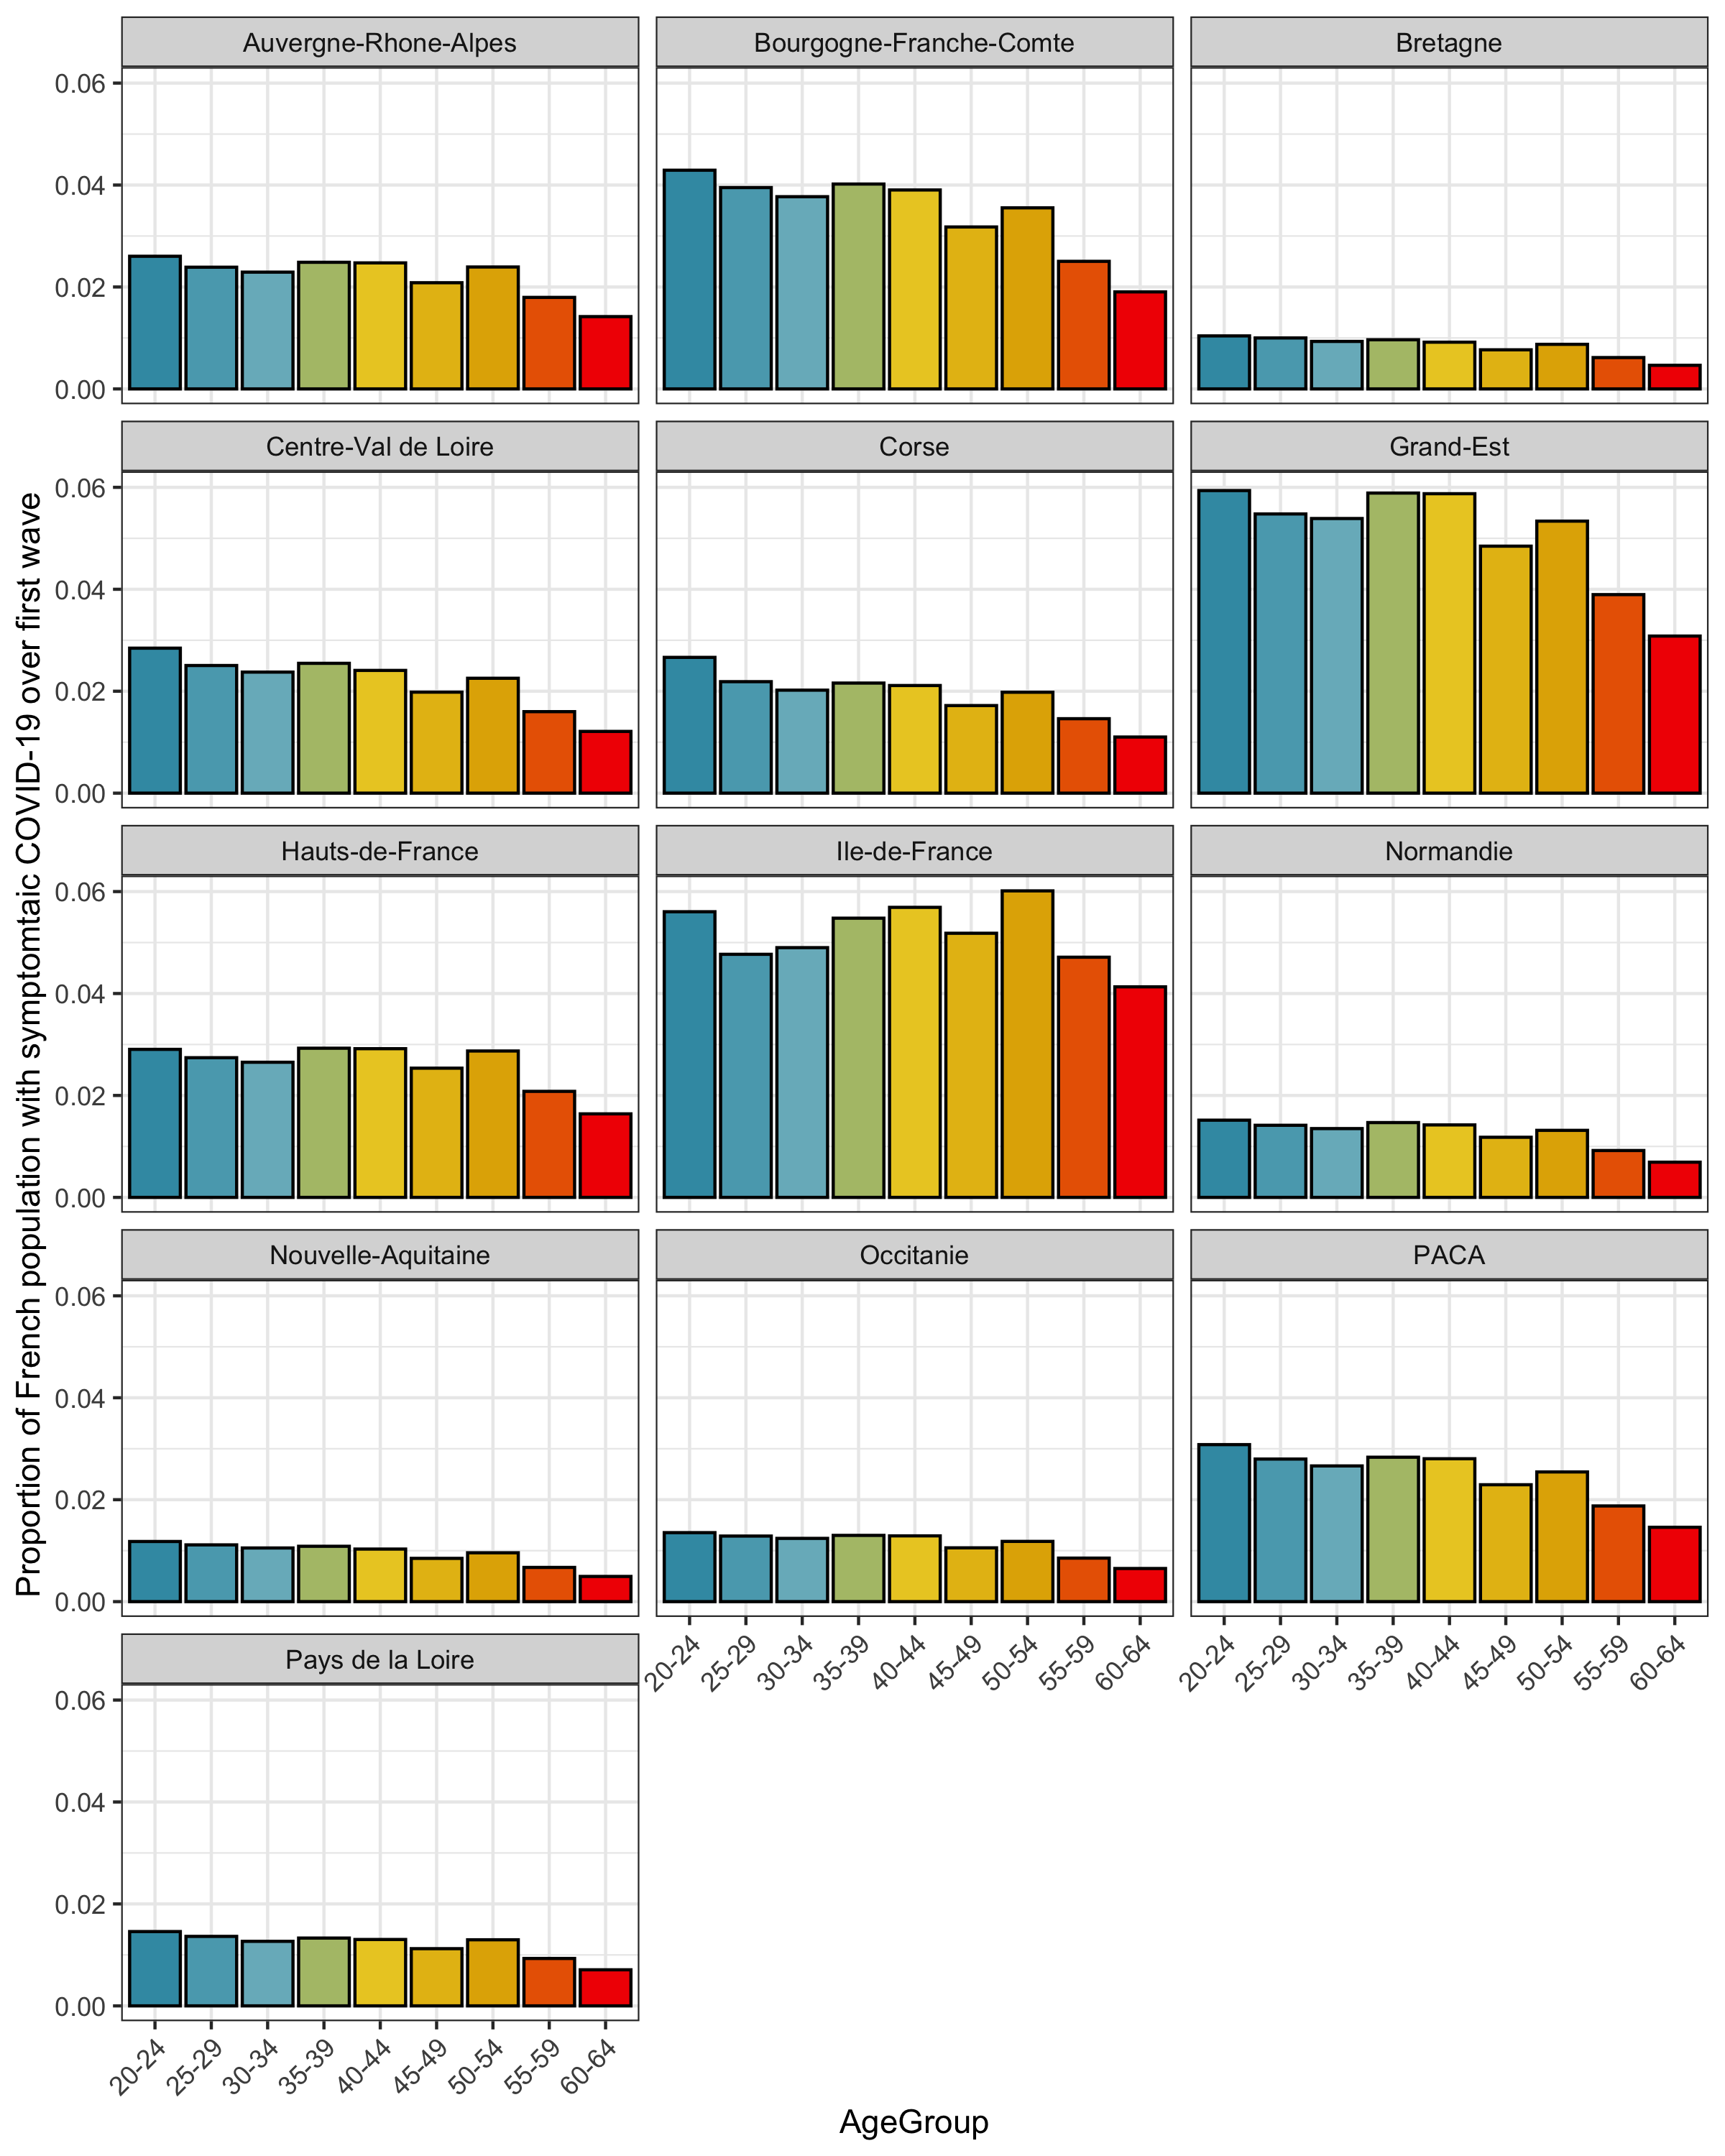 Auvergne-Rhone-Alpes
Bourgogne-Franche-Comte
Bretagne
0.06
0.04
0.02
0.00
Centre-Val de Loire
Corse
Grand-Est
0.06
0.04
0.02
0.00
Hauts-de-France
Ile-de-France
Normandie
0.06
0.04
0.02
0.00
Nouvelle-Aquitaine
Occitanie
PACA
0.06
0.04
0.02
0.00
20-24 25-29 30-34 35-39 40-44 45-49 50-54 55-59 60-64
20-24 25-29 30-34 35-39 40-44 45-49 50-54 55-59 60-64
Pays de la Loire
0.06
0.04
0.02
0.00
20-24 25-29 30-34 35-39 40-44 45-49 50-54 55-59 60-64
AgeGroup
Proportion of French population with symptomtaic COVID-19 over first wave